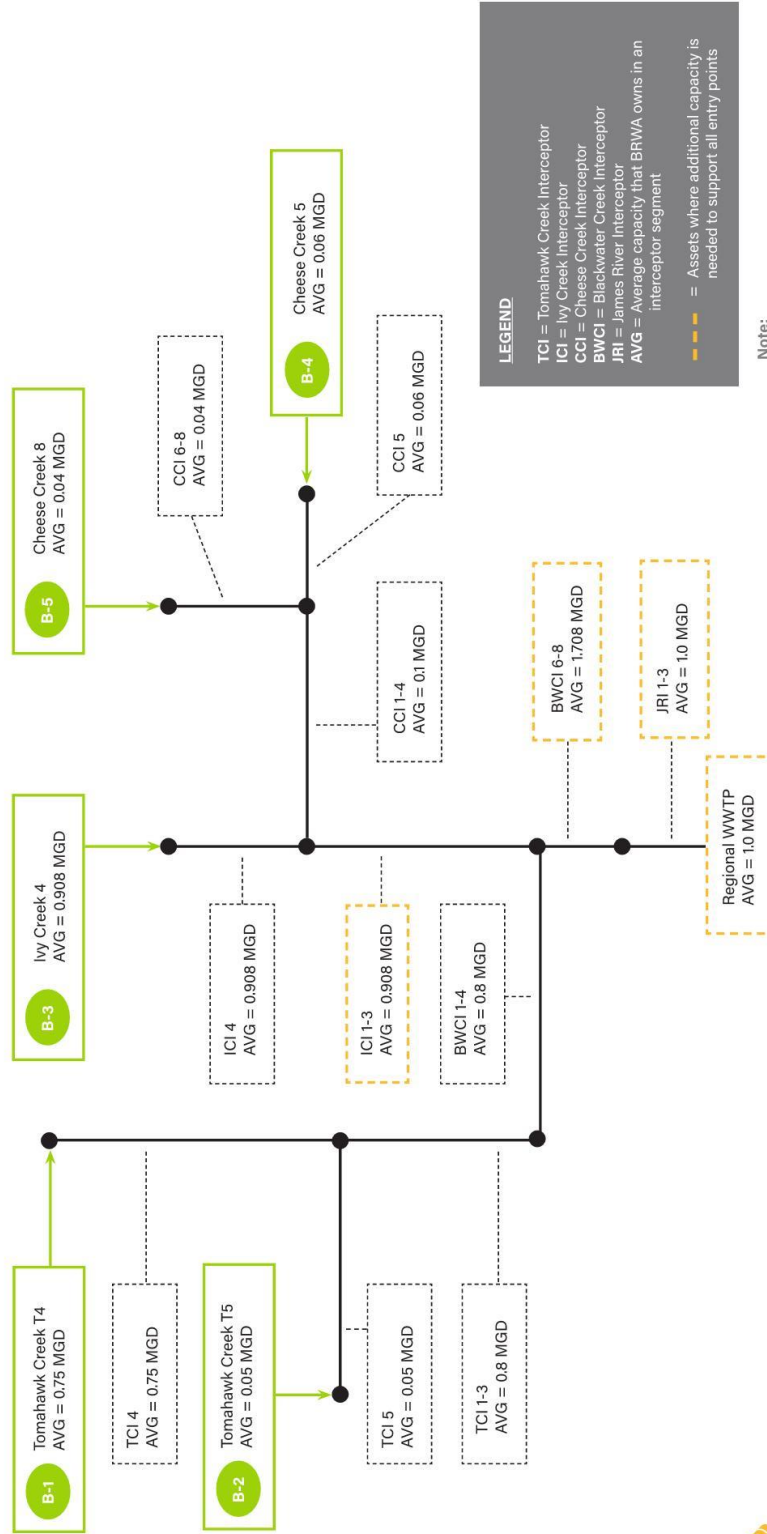 B-1
Tomahawk Creek T4
AVG = 0.75 MGD
B-3
Ivy Creek 4
AVG = 0.908 MGD
B-5
Cheese Creek 8
AVG = 0.04 MGD
TCI 4
AVG = 0.75 MGD
B-2
Tomahawk Creek T5
AVG = 0.05 MGD
ICI 4
AVG = 0.908 MGD
CCI 6-8
AVG = 0.04 MGD
B-4
Cheese Creek 5
AVG = 0.06 MGD
TCI 5
AVG = 0.05 MGD
TCI 1-3
AVG = 0.8 MGD
ICI 1-3
AVG = 0.908 MGD
BWCI 1-4
AVG = 0.8 MGD
CCI 1-4
AVG = 0.1 MGD
CCI 5
AVG = 0.06 MGD
BWCI 6-8
AVG = 1.708 MGD
JRI 1-3
AVG = 1.0 MGD
Regional WWTP
AVG = 1.0 MGD
LEGEND
TCI = Tomahawk Creek Interceptor
ICI = Ivy Creek Interceptor
CCI = Cheese Creek Interceptor
BWCI = Blackwater Creek Interceptor
JRI = James River Interceptor
AVG = Average capacity that BRWA owns in an
interceptor segment
= Assets where additional capacity is
needed to support all entry points
Note: